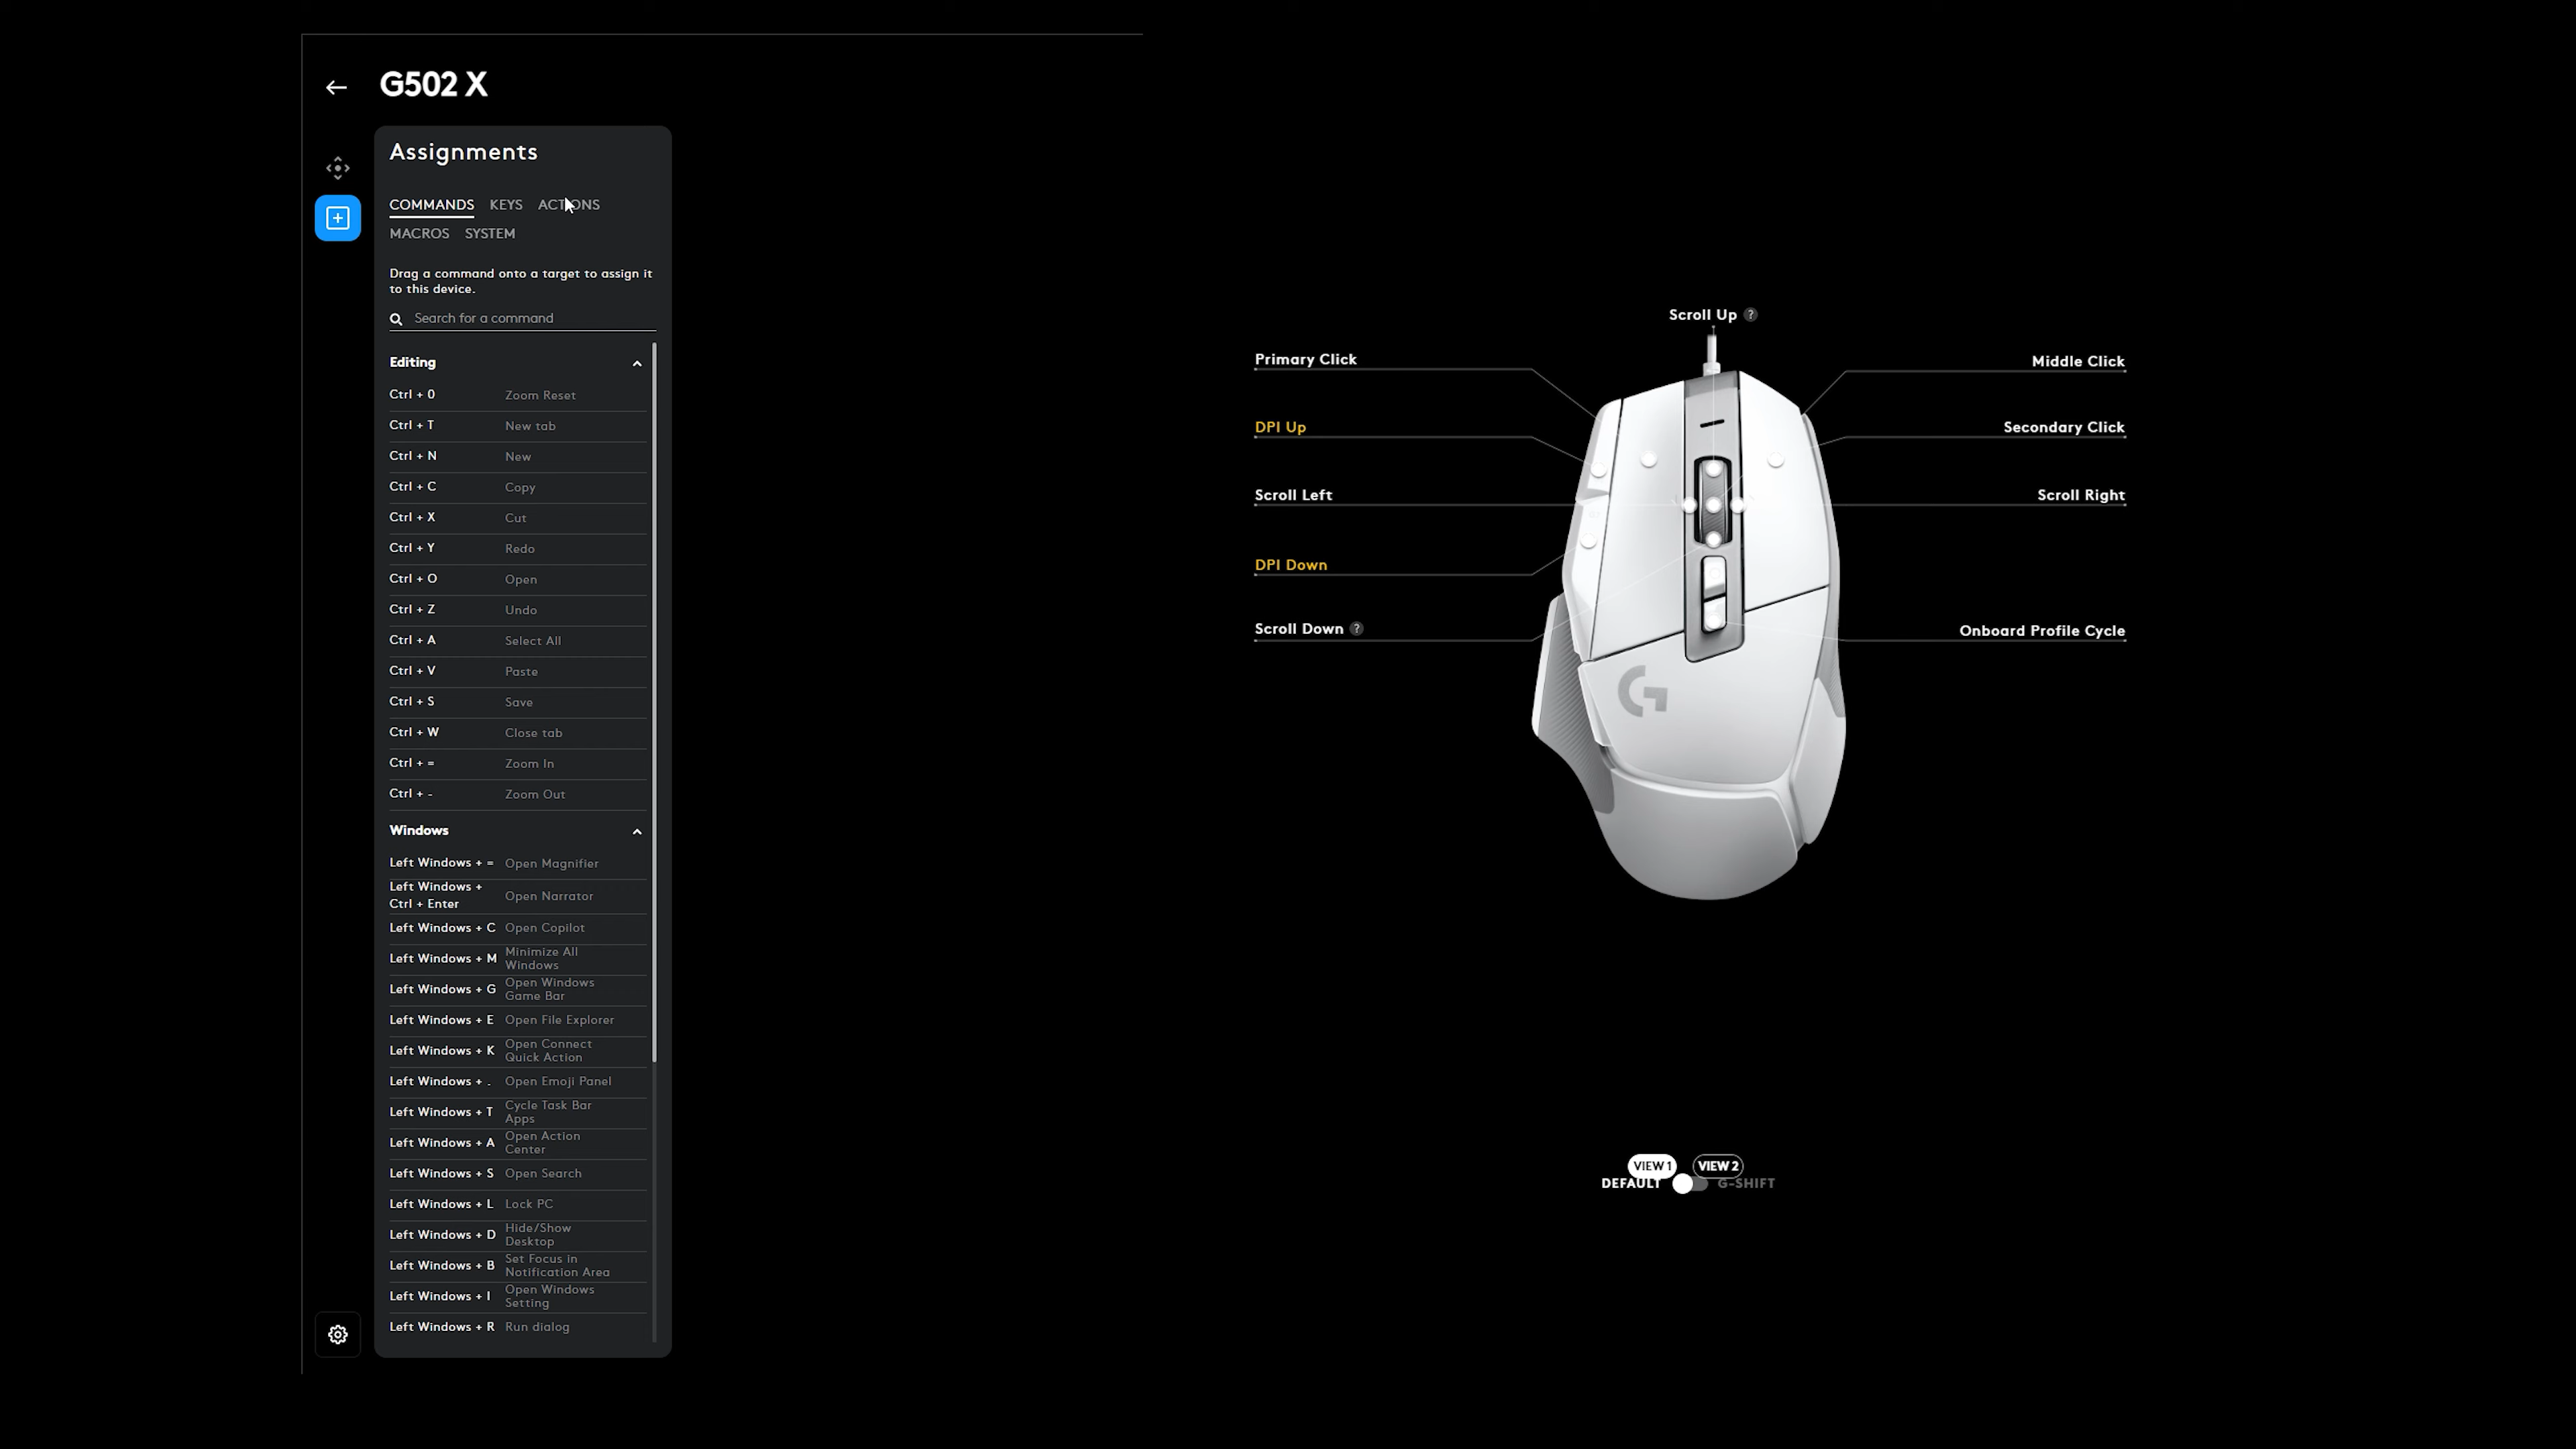 G502 X
Assignments
COMMANDS KEYS ACTIONS
MACROS SYSTEM
Drag a command onto a target to assign it
to this device.
Search for a command
Editing
Ctrl + 0 Zoom Reset
Ctrl + T New tab
Ctrl + N New
Ctrl + C Copy
Ctrl + X Cut
Ctrl + Y Redo
Ctrl + O Open
Ctrl + Z Undo
Ctrl + A Select All
Ctrl + V Paste
Ctrl + S Save
Ctrl + W Close tab
Ctrl + = Zoom In
Ctrl + - Zoom Out
Windows
Left Windows + = Open Magnifier
Left Windows +
Ctrl + Enter Open Narrator
Left Windows + C Open Copilot
Left Windows + M Minimize All
Windows
Left Windows + G Open Windows
Game Bar
Left Windows + E Open File Explorer
Left Windows + K Open Connect
Quick Action
Left Windows + . Open Emoji Panel
Left Windows + T Cycle Task Bar
Apps
Left Windows + A Open Action
Center
Left Windows + S Open Search
Left Windows + L Lock PC
Left Windows + D Hide/Show
Desktop
Left Windows + B Set Focus in
Notification Area
Left Windows + I Open Windows
Setting
Left Windows + R Run dialog
Scroll Up ?
Primary Click
Middle Click
DPI Up
Secondary Click
Scroll Left
Scroll Right
DPI Down
Scroll Down ?
Onboard Profile Cycle
G
VIEW 1 VIEW 2
DEFAULT G-SHIFT